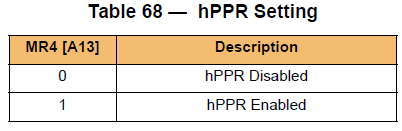 Table 68 — hPPR Setting
MR4 [A13] Description
0 hPPR Disabled
1 hPPR Enabled